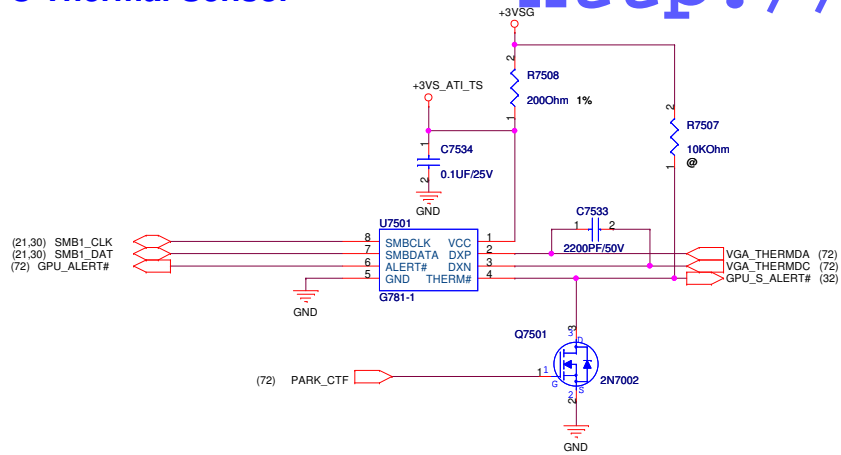 Thermal Sensor
+3VSG
2
R7508
200Ohm 1%
1
+3VS_ATI_TS
1
C7534
0.1UF/25V
2
GND
2
R7507
10KOhm
1
@
C7533
1 2
2200PF/50V
U7501
(21,30) SMB1_CLK 8 SMBCLK VCC 1
(21,30) SMB1_DAT 7 SMBDATA DXP 2 VGA_THERMDA (72)
(72) GPU_ALERT# 6 ALERT# DXN 3 VGA_THERMDC (72)
5 GND THERM# 4 GPU_S_ALERT# (32)
G781-1
GND
Q7501
3 3 D
(72) PARK_CTF 1 1 G
2N7002
2 2 S
GND